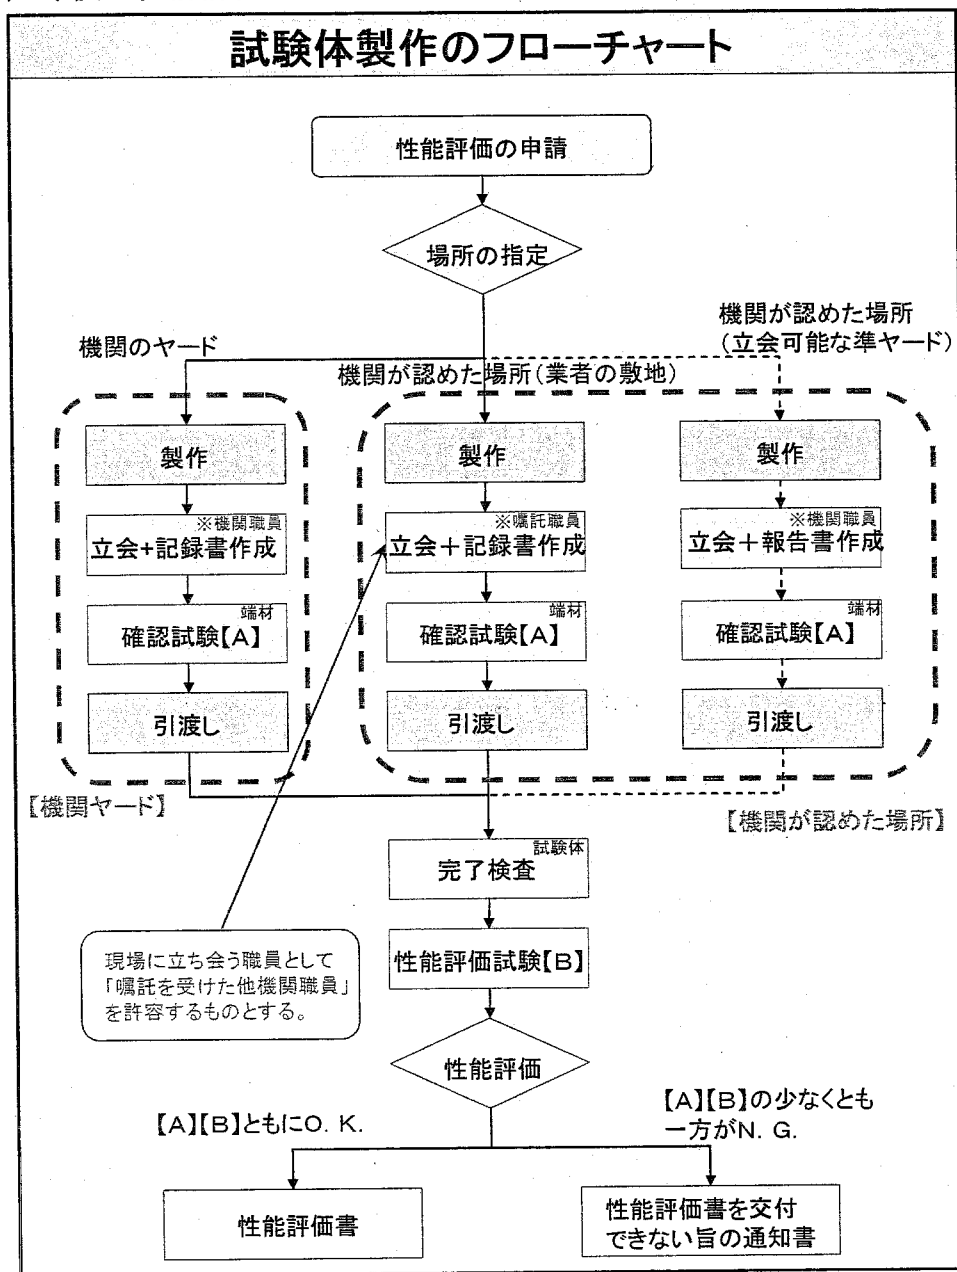 試験体製作のフローチャート
性能評価の申請
場所の指定
機関のヤード
機関が認めた場所(業者の敷地)
機関が認めた場所
(立会可能な準ヤード)
製作
※機関職員
立会+記録書作成
端材
確認試験【A】
引渡し
【機関ヤード】
製作
※嘱託職員
立会+記録書作成
端材
確認試験【A】
引渡し
製作
※機関職員
立会+報告書作成
端材
確認試験【A】
引渡し
【機関が認めた場所】
試験体
完了検査
現場に立ち会う職員として
「嘱託を受けた他機関職員」
を許容するものとする。
性能評価試験【B】
性能評価
【A】【B】ともにO. K.
【A】【B】の少なくとも
一方がN. G.
性能評価書
性能評価書を交付
できない旨の通知書